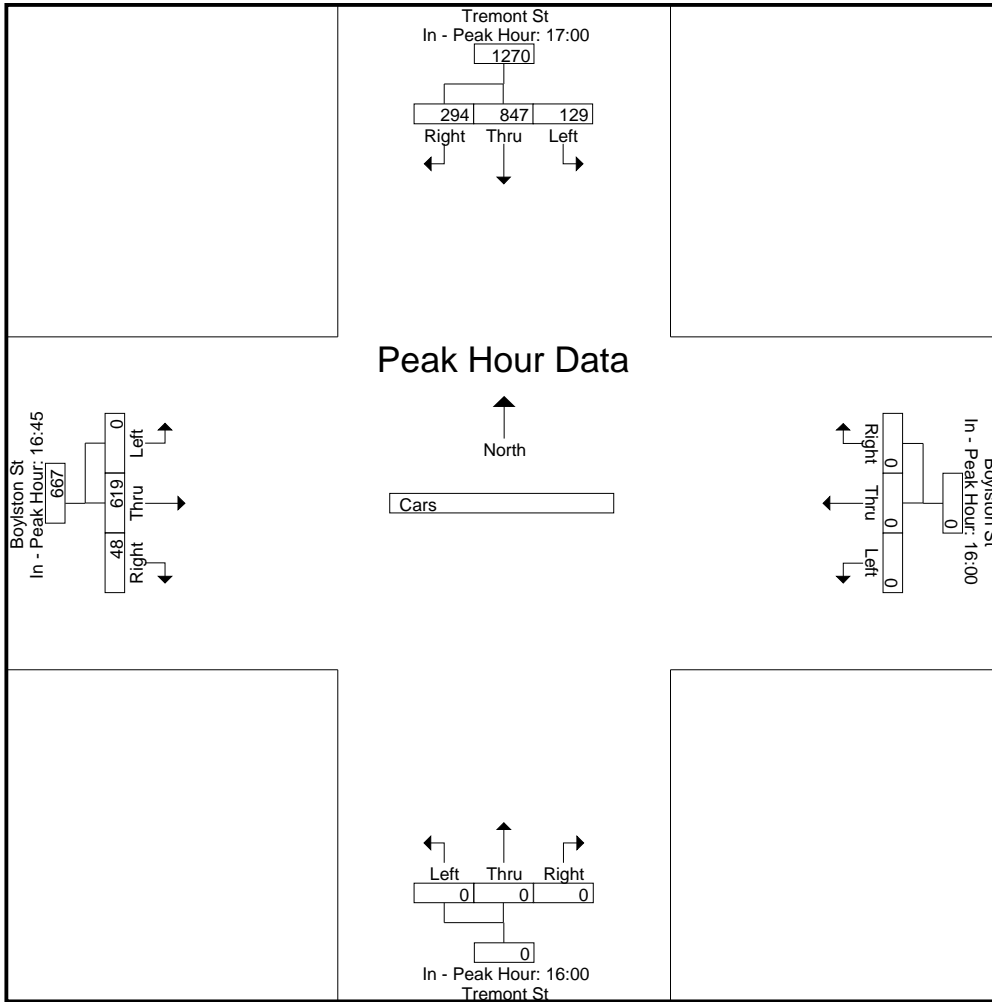 Tremont St
In - Peak Hour: 17:00
1270
294 847 129
Right Thru Left
Peak Hour Data
North
Cars
Boylston St
In - Peak Hour: 16:45
667
0 619 48
Left Thru Right
Boylston St
In - Peak Hour: 16:00
0
Right Thru Left
0 0 0
Left Thru Right
0 0 0
0
In - Peak Hour: 16:00
Tremont St